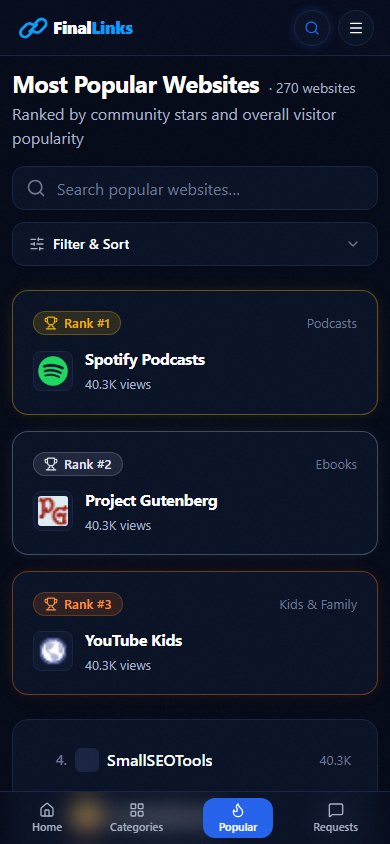 FinalLinks
Most Popular Websites · 270 websites
Ranked by community stars and overall visitor
popularity
Search popular websites...
Filter & Sort
Rank #1 Podcasts
Spotify Podcasts
40.3K views
Rank #2 Ebooks
PG
Project Gutenberg
40.3K views
Rank #3 Kids & Family
YouTube Kids
40.3K views
4. SmallSEOTools 40.3K
Home Categories Popular Requests